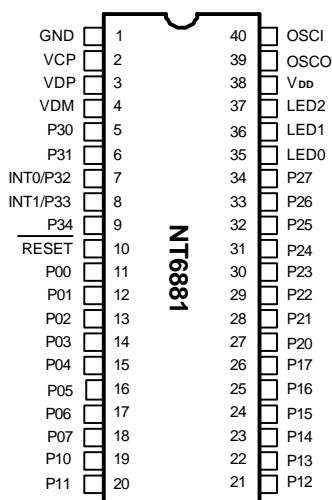 GND 1 40 OSCI
VCP 2 39 OSCO
VDP 3 38 VDD
VDM 4 37 LED2
P30 5 36 LED1
P31 6 35 LED0
INT0/P32 7 34 P27
INT1/P33 8 33 P26
P34 9 32 P25
RESET 10 31 P24
P00 11 30 P23
P01 12 29 P22
P02 13 28 P21
P03 14 27 P20
P04 15 26 P17
P05 16 25 P16
P06 17 24 P15
P07 18 23 P14
P10 19 22 P13
P11 20 21 P12
NT6881